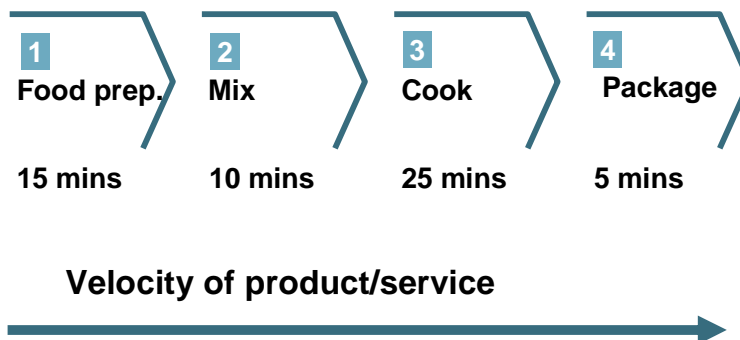 1 2 3 4
Food prep. Mix Cook Package
15 mins 10 mins 25 mins 5 mins
Velocity of product/service